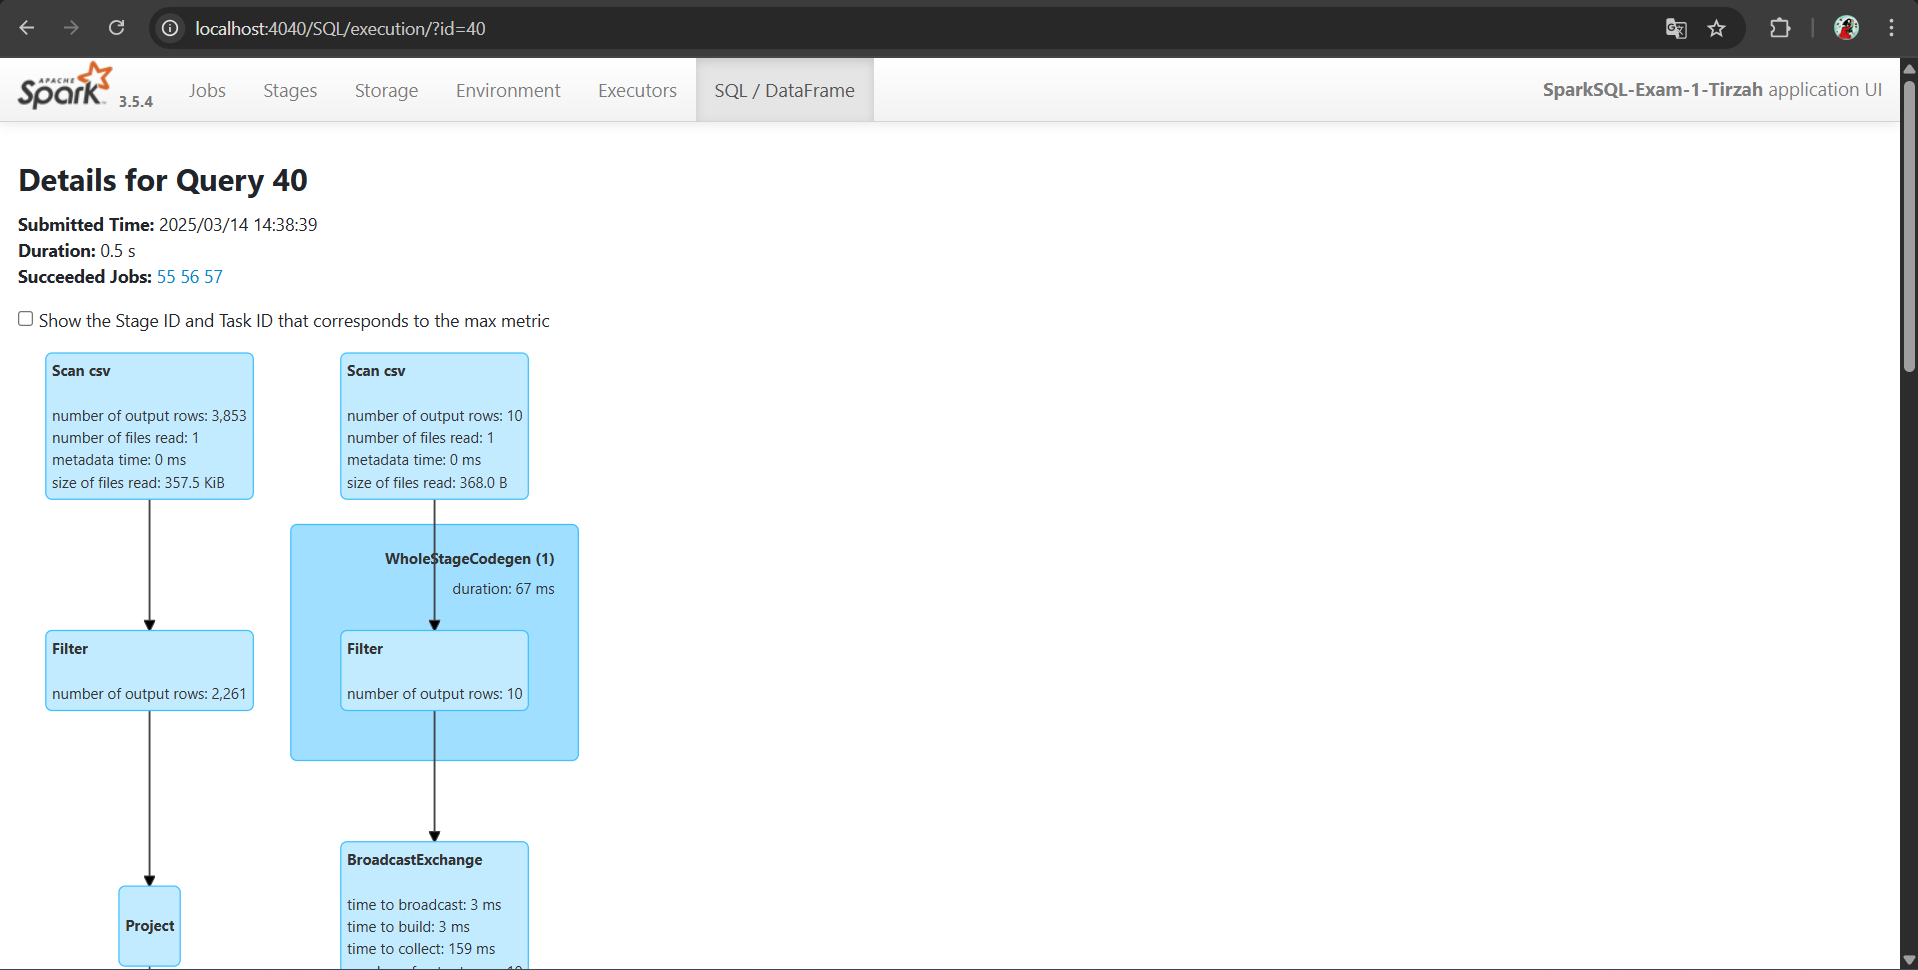 localhost:4040/SQL/execution/?id=40
APACHE
Spark 3.5.4
Jobs
Stages
Storage
Environment
Executors
SQL / DataFrame
SparkSQL-Exam-1-Tirzah application UI
Details for Query 40
Submitted Time: 2025/03/14 14:38:39
Duration: 0.5 s
Succeeded Jobs: 55 56 57
Show the Stage ID and Task ID that corresponds to the max metric
Scan csv
number of output rows: 3,853
number of files read: 1
metadata time: 0 ms
size of files read: 357.5 KiB
Scan csv
number of output rows: 10
number of files read: 1
metadata time: 0 ms
size of files read: 368.0 B
WholeStageCodegen (1)
duration: 67 ms
Filter
number of output rows: 2,261
Filter
number of output rows: 10
Project
BroadcastExchange
time to broadcast: 3 ms
time to build: 3 ms
time to collect: 159 ms